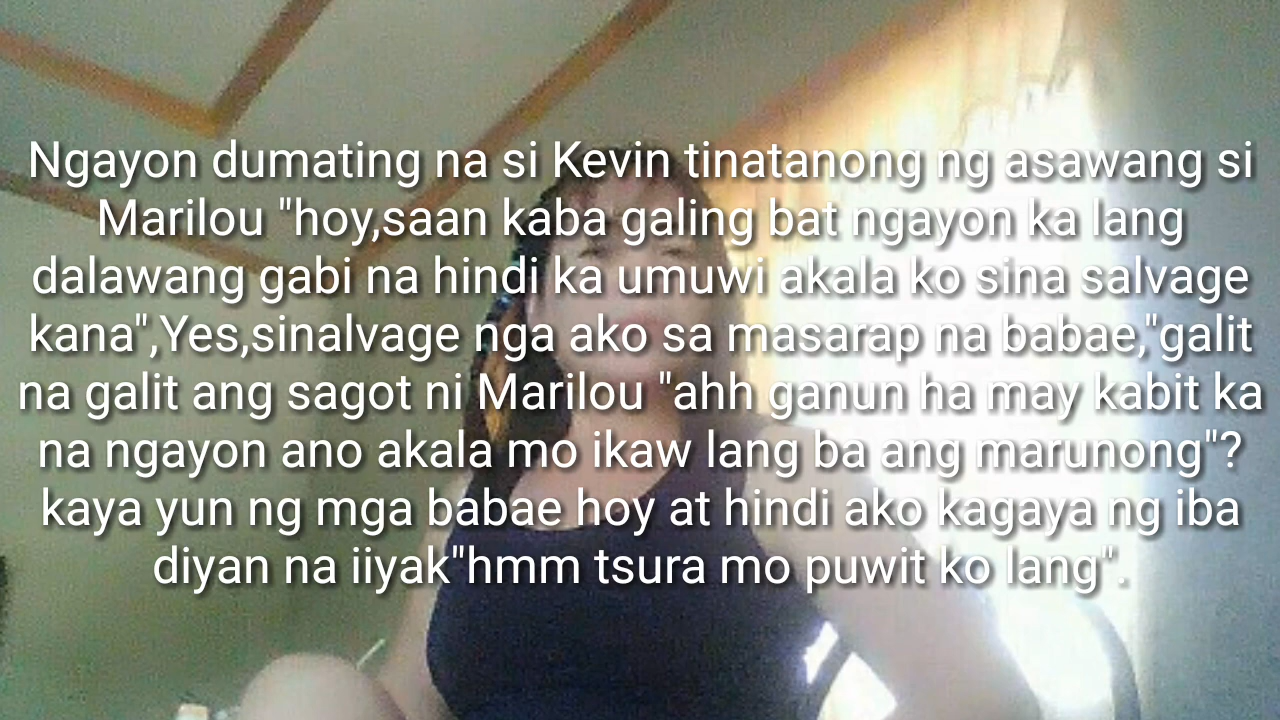 Ngayon dumating na si Kevin tinatanong ng asawang si
Marilou "hoy,saan kaba galing bat ngayon ka lang
dalawang gabi na hindi ka umuwi akala ko sina salvage
kana",Yes,sinalvage nga ako sa masarap na babae,"galit
na galit ang sagot ni Marilou "ahh ganun ha may kabit ka
na ngayon ano akala mo ikaw lang ba ang marunong"?
kaya yun ng mga babae hoy at hindi ako kagaya ng iba
diyan na iiyak"hmm tsura mo puwit ko lang".